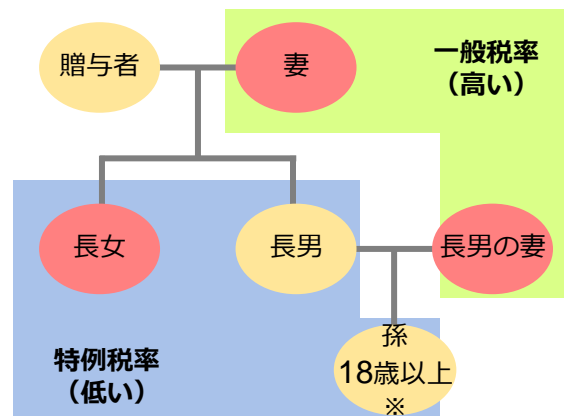 贈与者
妻
一般税率
（高い）
長女
長男
長男の妻
特例税率
（低い）
孫
18歳以上
※